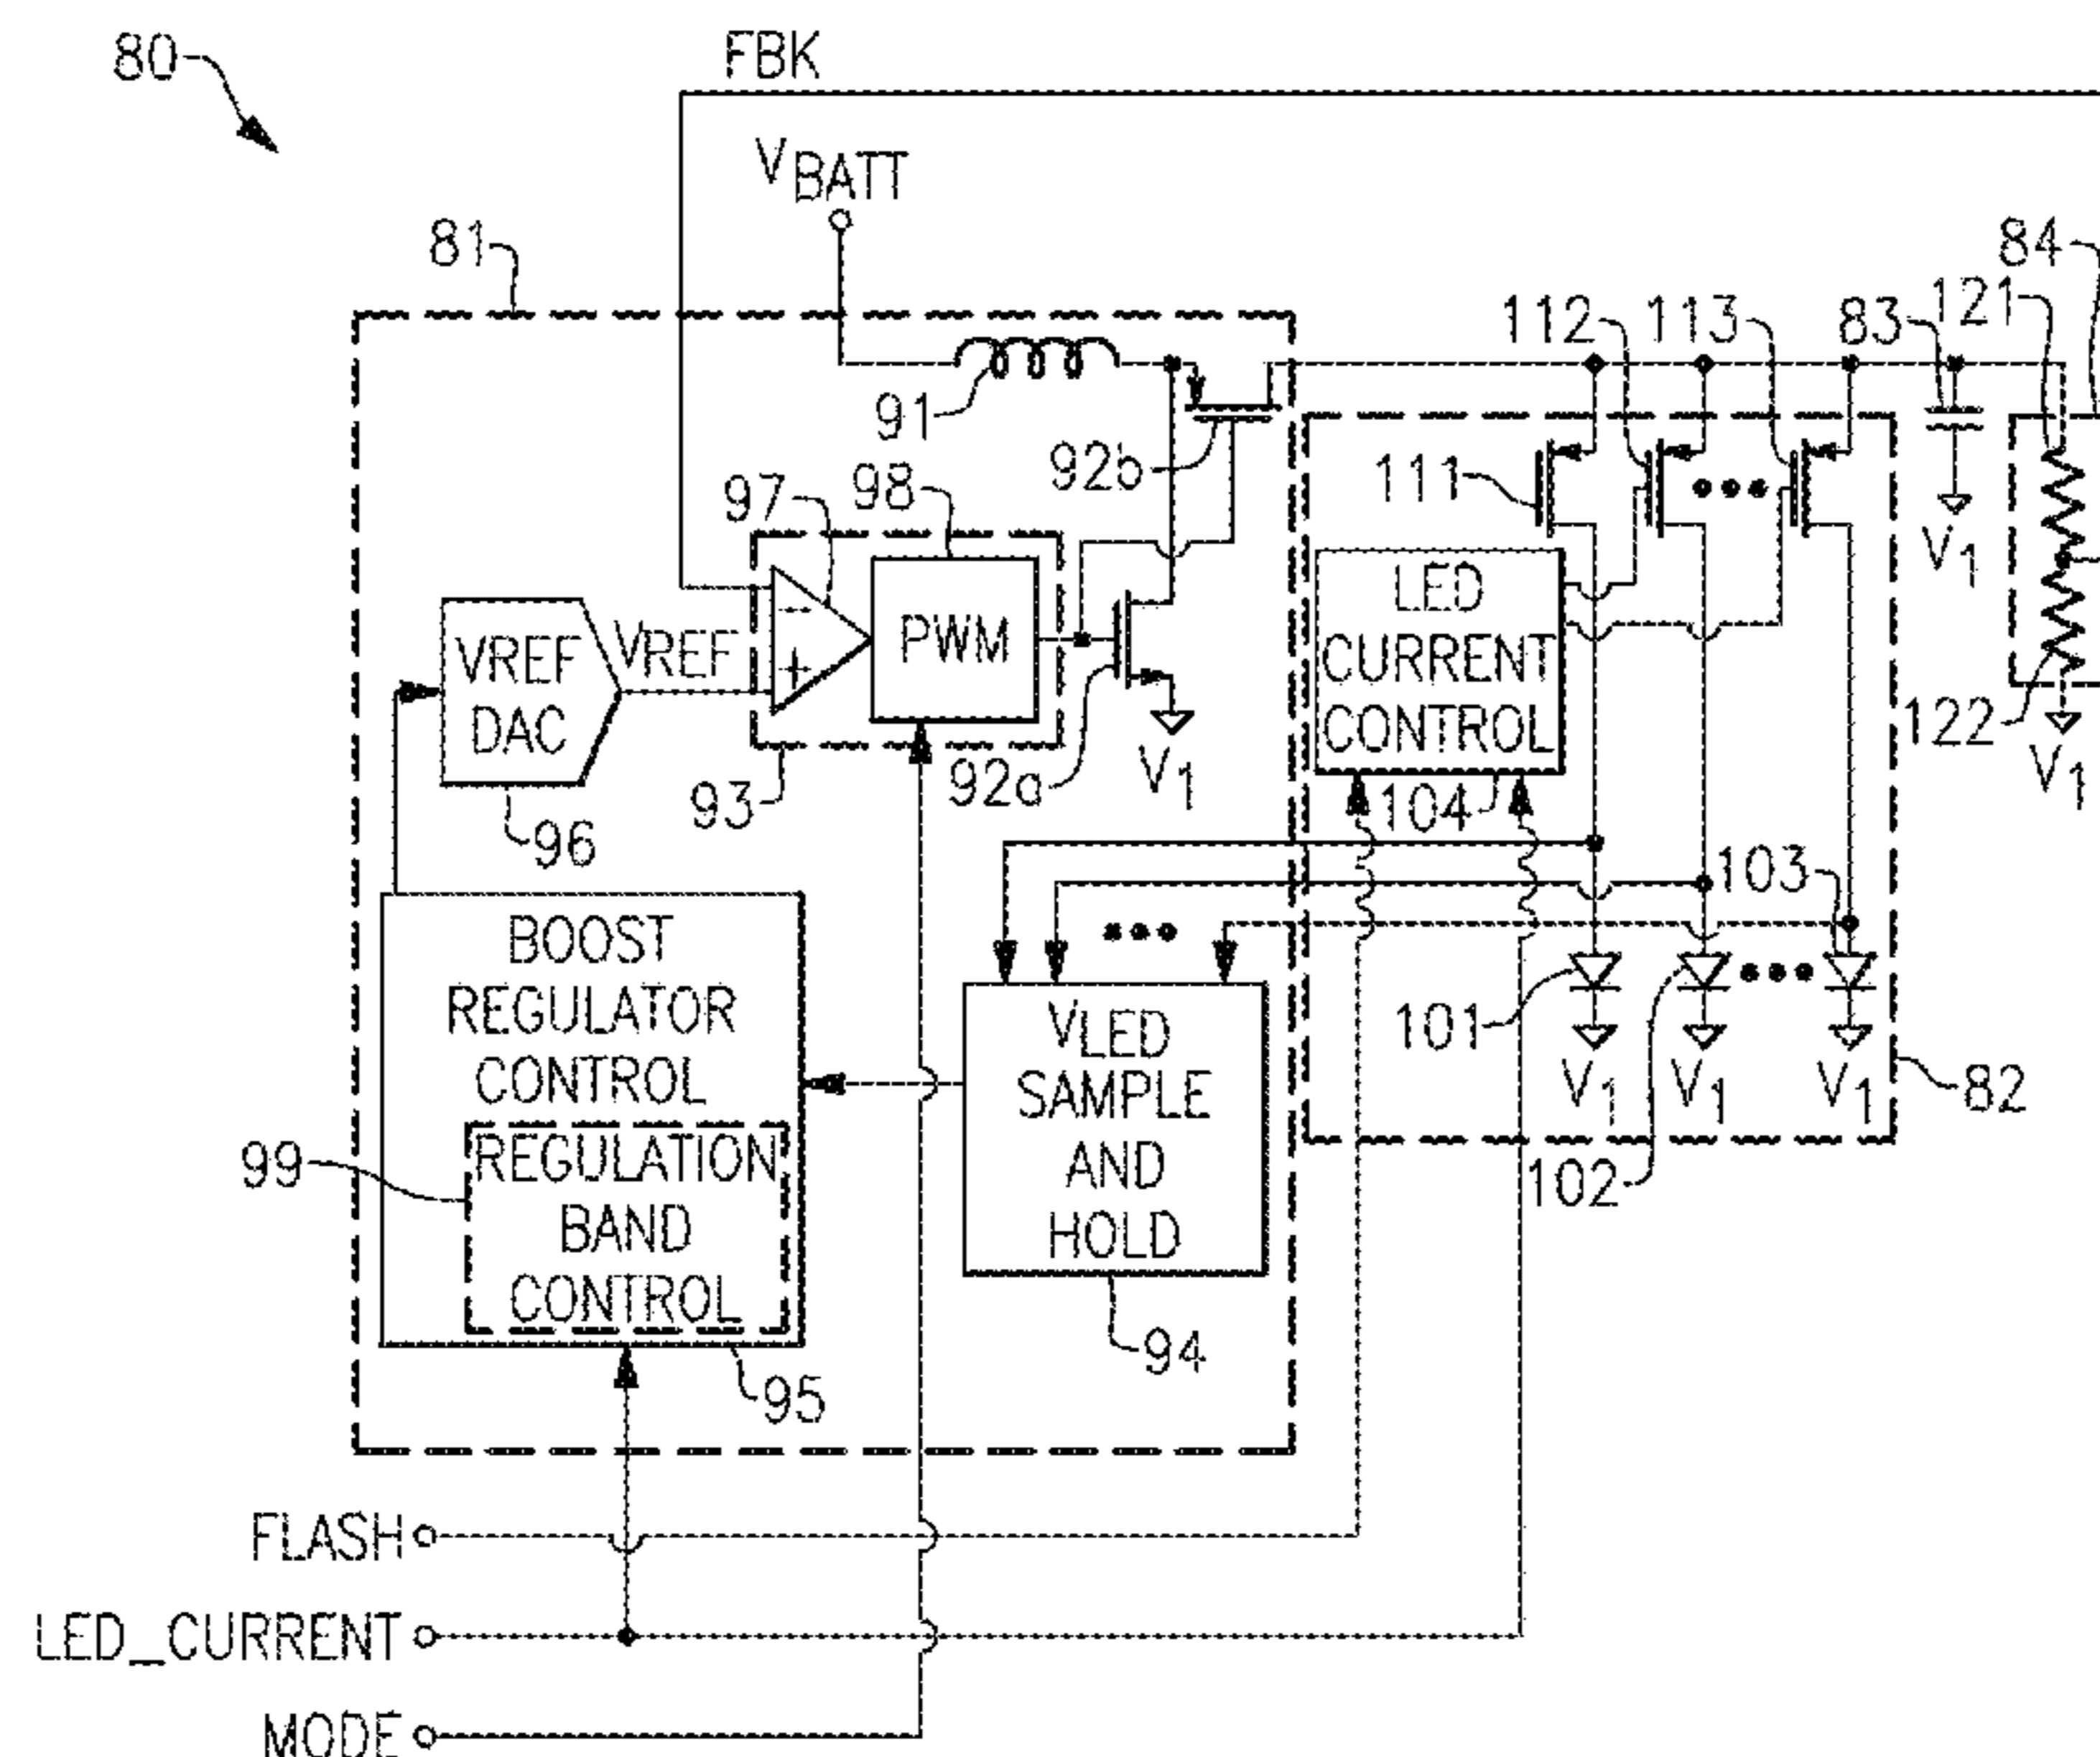 80
FBK
VBATT
81
84
112
113
83
121
91
92b
111
97
98
V1
VREF
DAC
VREF
−
+
PWM
LED
CURRENT
CONTROL
122
V1
93
92a
V1
104
96
103
BOOST
REGULATOR
CONTROL
VLED
SAMPLE
AND
HOLD
101
V1
V1
V1
82
99
REGULATION
BAND
CONTROL
102
94
95
FLASH
LED_CURRENT
MODE